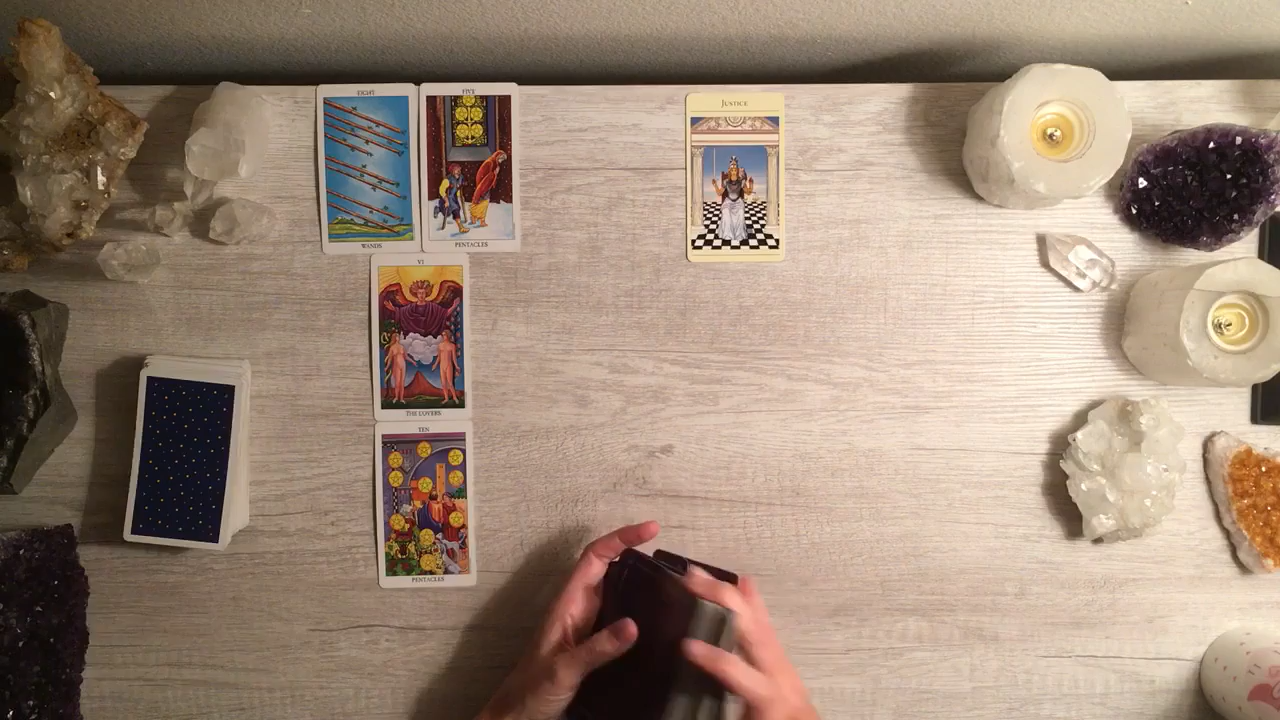 EIGHT
WANDS
FIVE
PENTACLES
JUSTICE
VI
THE LOVERS
TEN
PENTACLES